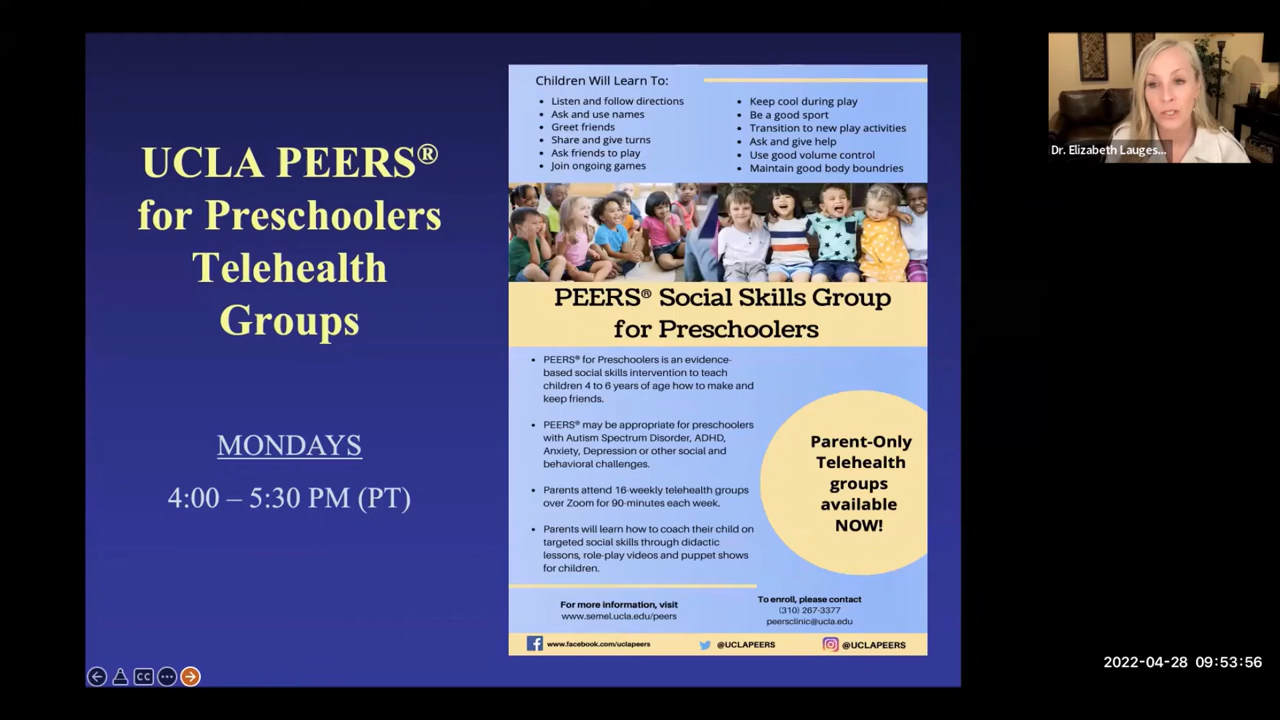 UCLA PEERS®
for Preschoolers
Telehealth
Groups
MONDAYS
4:00 – 5:30 PM (PT)
Children Will Learn To:
• Listen and follow directions
• Ask and use names
• Greet friends
• Share and give turns
• Ask friends to play
• Join ongoing games
• Keep cool during play
• Be a good sport
• Transition to new play activities
• Ask and give help
• Use good volume control
• Maintain good body boundries
PEERS® Social Skills Group
for Preschoolers
• PEERS® for Preschoolers is an evidence-
based social skills intervention to teach
children 4 to 6 years of age how to make and
keep friends.
• PEERS® may be appropriate for preschoolers
with Autism Spectrum Disorder, ADHD,
Anxiety, Depression or other social and
behavioral challenges.
• Parents attend 16-weekly telehealth groups
over Zoom for 90-minutes each week.
• Parents will learn how to coach their child on
targeted social skills through didactic
lessons, role-play videos and puppet shows
for children.
Parent-Only
Telehealth
groups
available
NOW!
For more information, visit
www.semel.ucla.edu/peers
To enroll, please contact
(310) 267-3377
peersclinic@ucla.edu
www.facebook.com/uclapeers
@UCLAPEERS
@UCLAPEERS
CC
Dr. Elizabeth Lauges...
2022-04-28 09:53:56